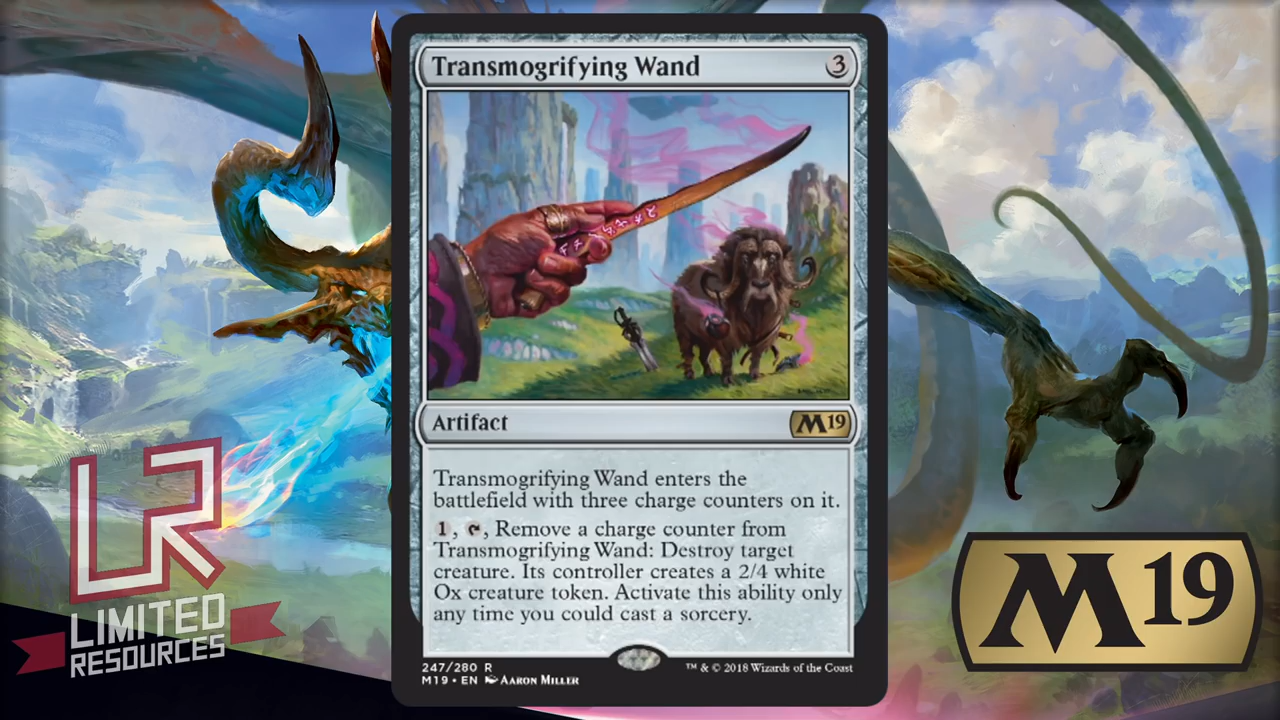 Transmogrifying Wand 3
Artifact
M19
Transmogrifying Wand enters the
battlefield with three charge counters on it.
1, , Remove a charge counter from
Transmogrifying Wand: Destroy target
creature. Its controller creates a 2/4 white
Ox creature token. Activate this ability only
any time you could cast a sorcery.
247/280 R
M19 • EN AARON MILLER
™ & © 2018 Wizards of the Coast
LR
LIMITED
RESOURCES
M19